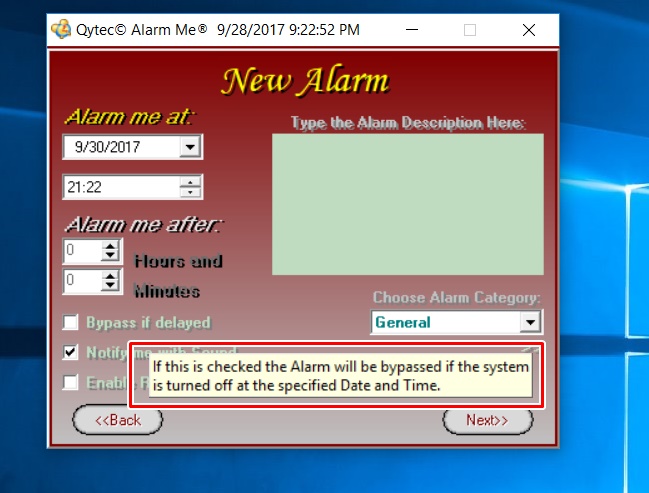 Qytec© Alarm Me® 9/28/2017 9:22:52 PM
New Alarm
Alarm me at:
9/30/2017
21:22
Alarm me after:
0
Hours and
0
Minutes
Bypass if delayed
Notify me with Sound
Enable
Type the Alarm Description Here:
Choose Alarm Category:
General
If this is checked the Alarm will be bypassed if the system
is turned off at the specified Date and Time.
<<Back
Next>>